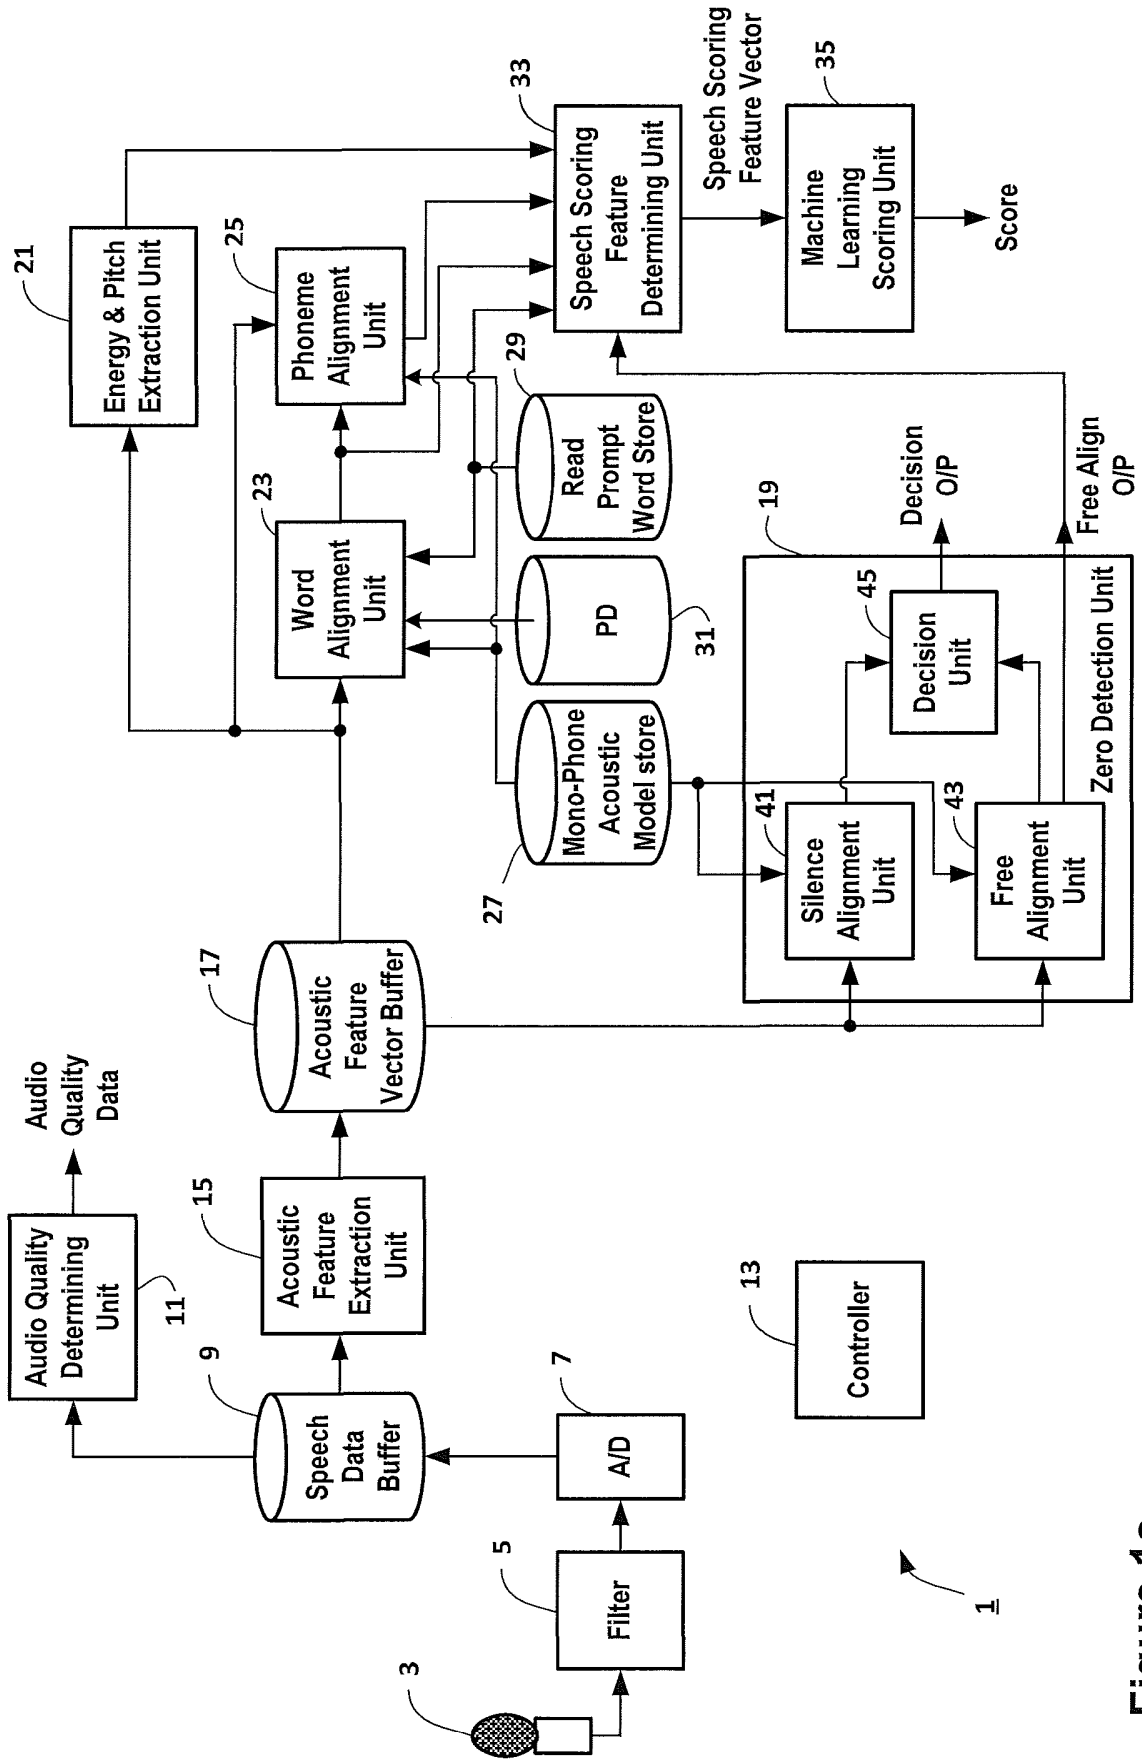 Audio Quality
Determining
Unit
11
Audio
Quality
Data
21
Energy & Pitch
Extraction Unit
9
Speech
Data
Buffer
15
Acoustic
Feature
Extraction
Unit
17
Acoustic
Feature
Vector Buffer
23
Word
Alignment
Unit
25
Phoneme
Alignment
Unit
3
5
Filter
7
A/D
27
Mono-Phone
Acoustic
Model store
PD
31
29
Read
Prompt
Word Store
33
Speech Scoring
Feature
Determining Unit
Speech Scoring
Feature Vector
35
Machine
Learning
Scoring Unit
Score
13
Controller
41
Silence
Alignment
Unit
43
Free
Alignment
Unit
45
Decision
Unit
19
Zero Detection Unit
Decision
O/P
Free Align
O/P
1
Figure